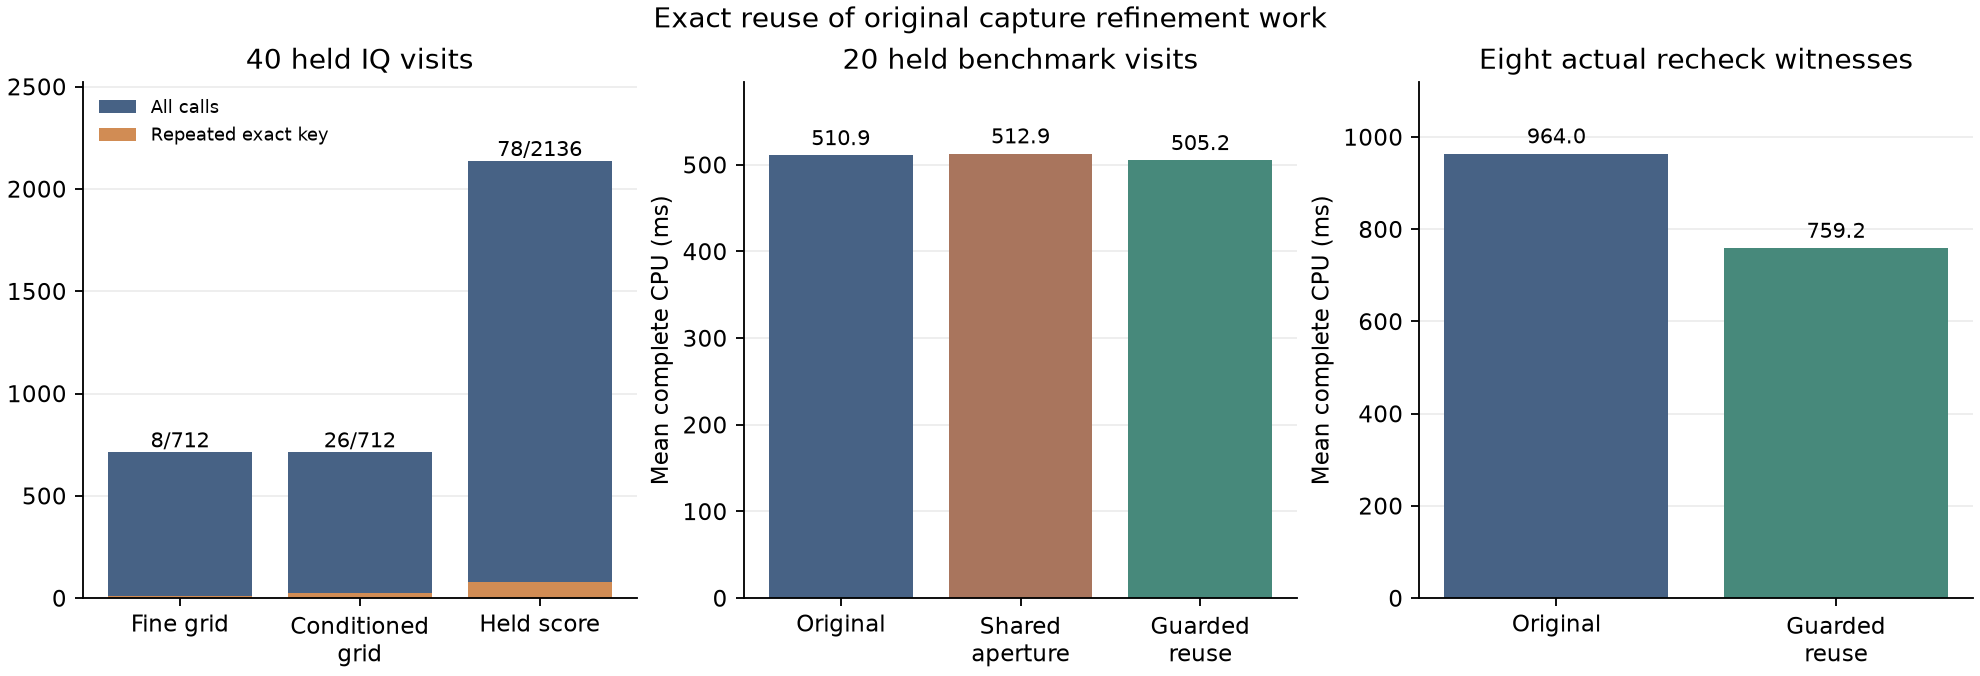 Exact reuse of original capture refinement work
40 held IQ visits
2500
2000
1500
1000
500
0
All calls
Repeated exact key
8/712
26/712
78/2136
Fine grid
Conditioned
grid
Held score
20 held benchmark visits
Mean complete CPU (ms)
500
400
300
200
100
0
510.9
512.9
505.2
Original
Shared
aperture
Guarded
reuse
Eight actual recheck witnesses
Mean complete CPU (ms)
1000
800
600
400
200
0
964.0
759.2
Original
Guarded
reuse